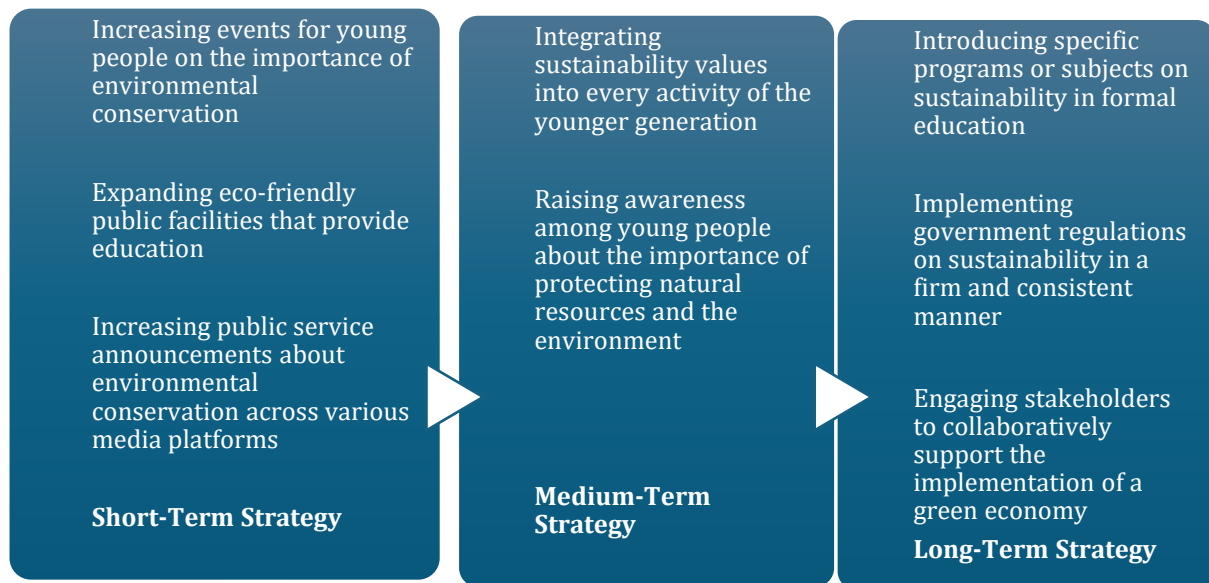 Increasing events for young
people on the importance of
environmental
conservation
Expanding eco-friendly
public facilities that provide
education
Increasing public service
announcements about
environmental
conservation across various
media platforms
Short-Term Strategy
Integrating
sustainability values
into every activity of the
younger generation
Raising awareness
among young people
about the importance of
protecting natural
resources and the
environment
Medium-Term
Strategy
Introducing specific
programs or subjects on
sustainability in formal
education
Implementing
government regulations
on sustainability in a
firm and consistent
manner
Engaging stakeholders
to collaboratively
support the
implementation of a
green economy
Long-Term Strategy